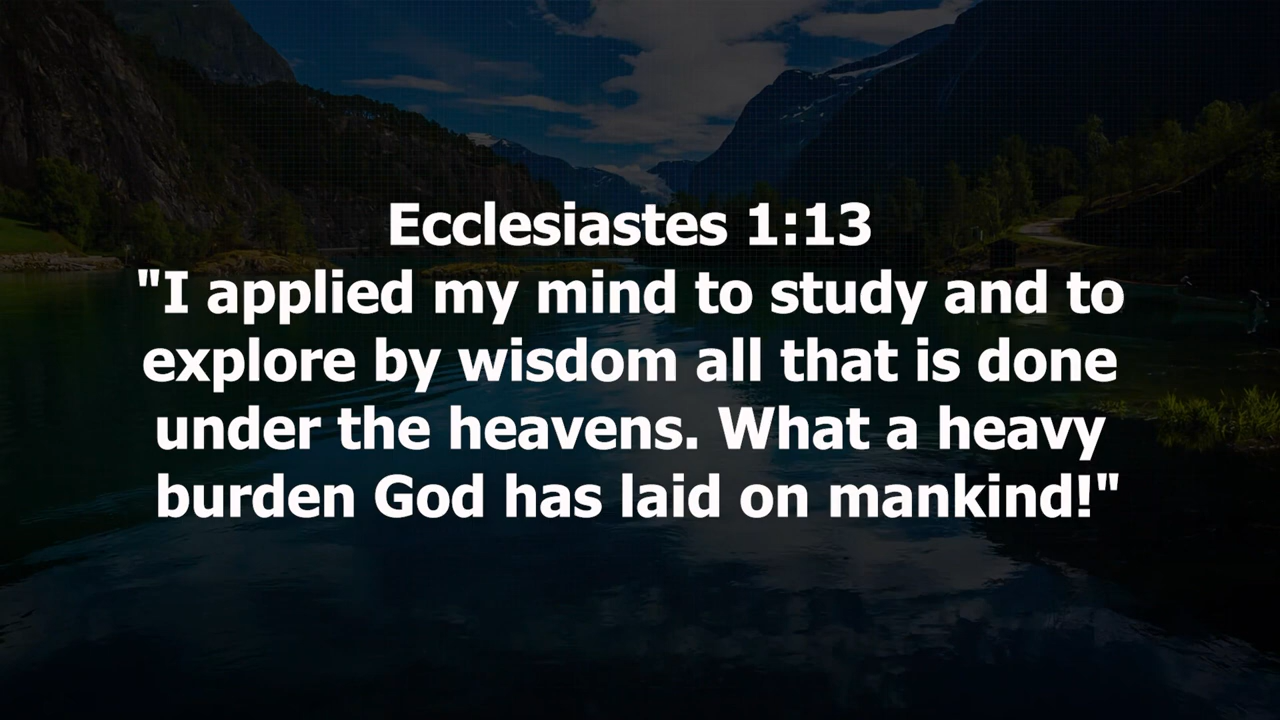 Ecclesiastes 1:13
"I applied my mind to study and to
explore by wisdom all that is done
under the heavens. What a heavy
burden God has laid on mankind!"